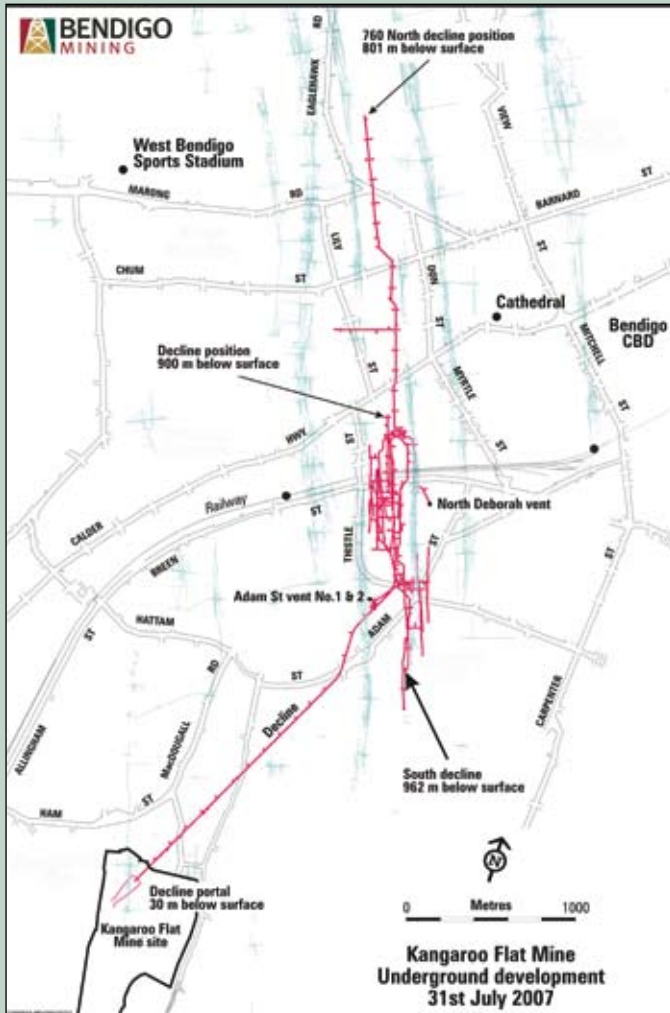 BENDIGO
MINING
760 North decline position
801 m below surface
RD
EAGLEHAWK
VIEW
West Bendigo
Sports Stadium
MARONG
RD
BARNARD
ST
LILY
DON
ST
CHUM
ST
ST
Cathedral
Bendigo
CBD
MITCHELL
ST
Decline position
900 m below surface
ST
MYRTLE
ST
HWY
ST
Railway
CALDER
BREEN
ST
THISTLE
North Deborah vent
ST
ST
Adam St vent No.1 & 2
ADAM
HATTAM
ST
RD
ST
MacDOUGALL
Decline
CARPENTER
ALLINGHAM
South decline
962 m below surface
HAM
ST
N
Decline portal
30 m below surface
Kangaroo Flat
Mine site
0 Metres 1000
Kangaroo Flat Mine
Underground development
31st July 2007